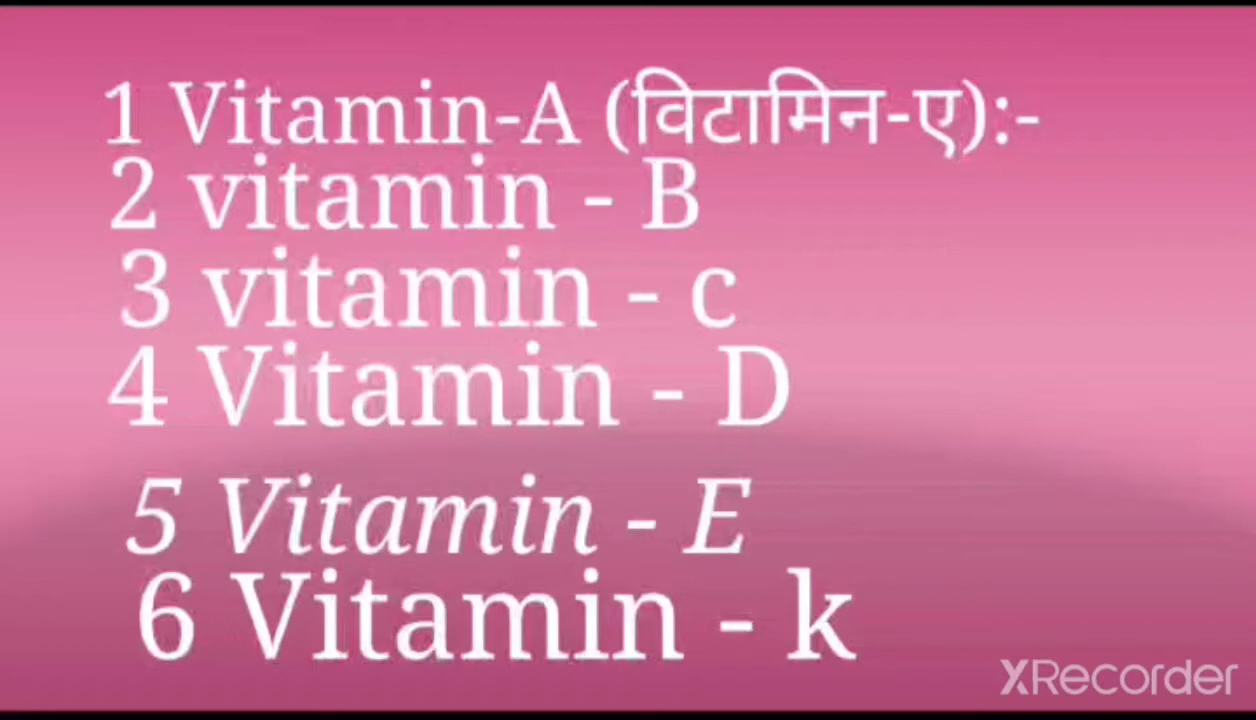 1 Vitamin-A (विटामिन-ए):-
2 vitamin - B
3 vitamin - c
4 Vitamin - D
5 Vitamin - E
6 Vitamin - k
XRecorder